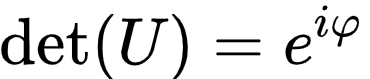 det(U) = e^{iφ}